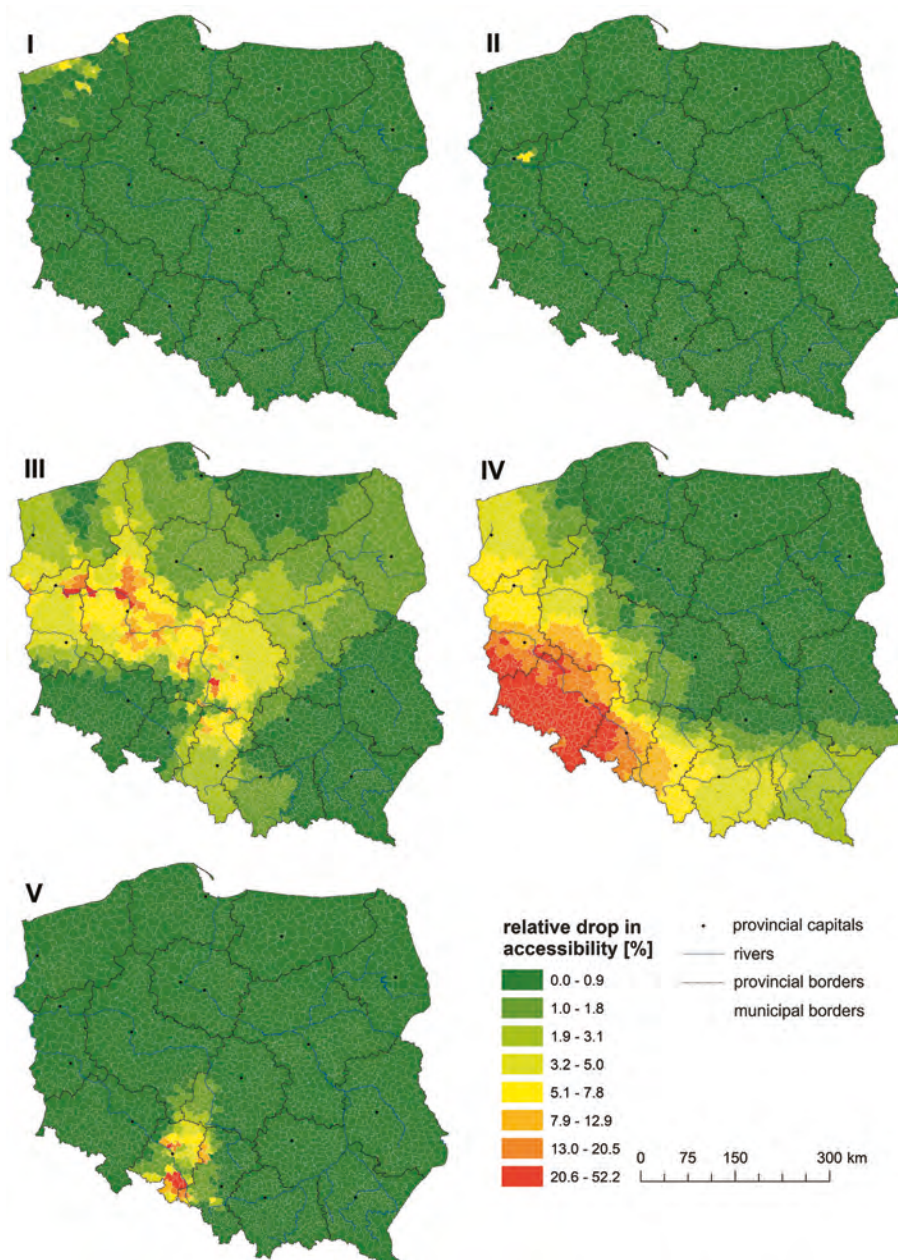 I
II
III
IV
V
relative drop in
accessibility [%]
0.0 - 0.9
1.0 - 1.8
1.9 - 3.1
3.2 - 5.0
5.1 - 7.8
7.9 - 12.9
13.0 - 20.5
20.6 - 52.2
provincial capitals
rivers
provincial borders
municipal borders
0 75 150 300 km